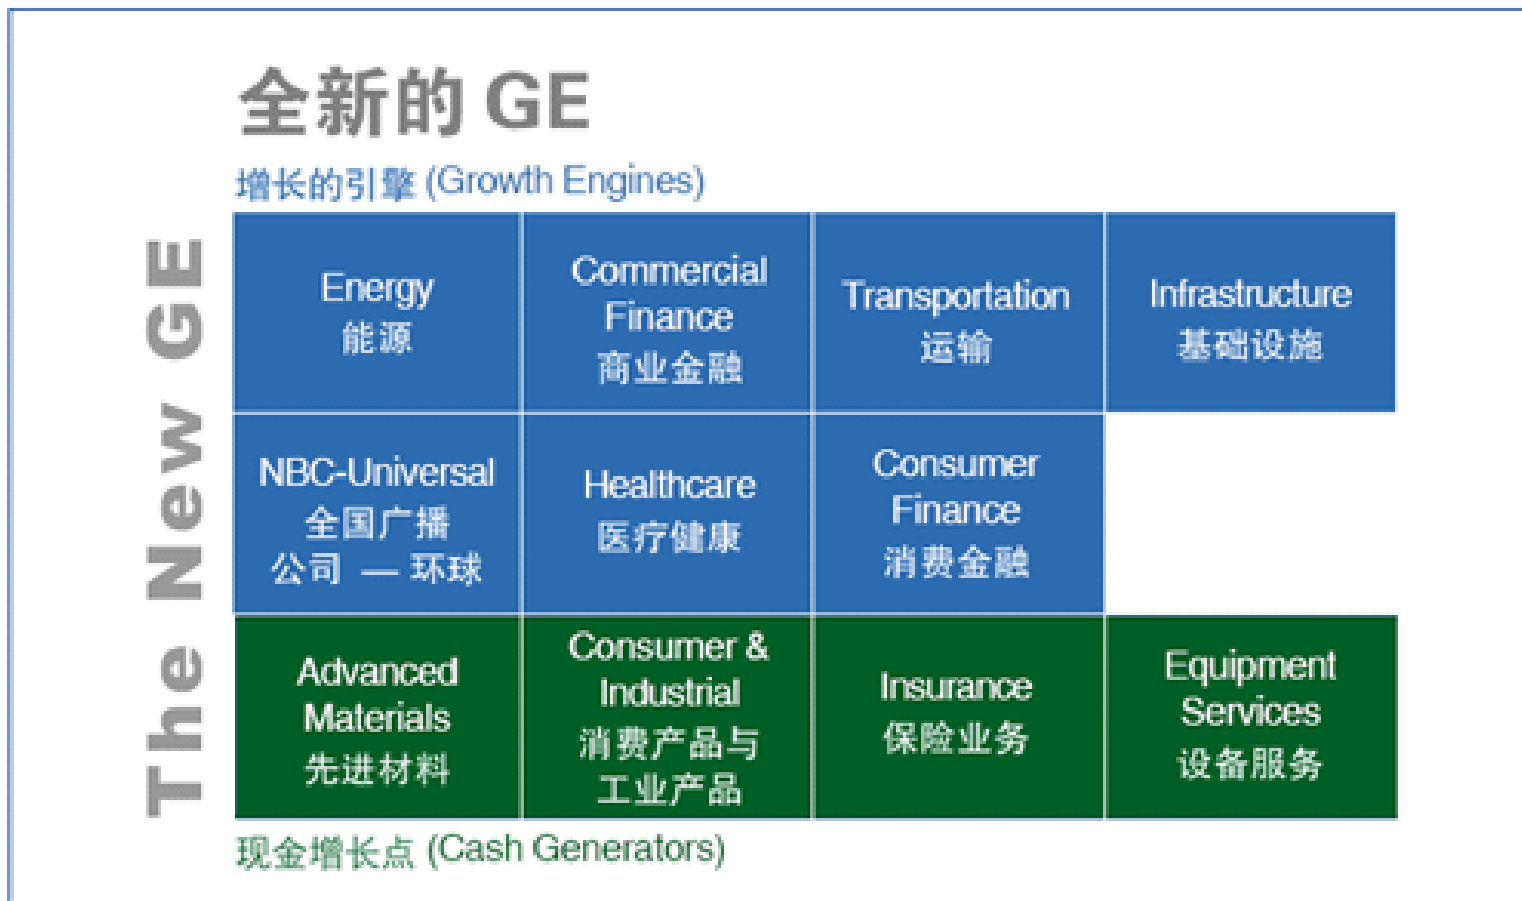 全新的 GE
增长的引擎 (Growth Engines)
The New GE
Energy
能源
Commercial
Finance
商业金融
Transportation
运输
Infrastructure
基础设施
NBC-Universal
全国广播
公司 — 环球
Healthcare
医疗健康
Consumer
Finance
消费金融
Advanced
Materials
先进材料
Consumer &
Industrial
消费产品与
工业产品
Insurance
保险业务
Equipment
Services
设备服务
现金增长点 (Cash Generators)